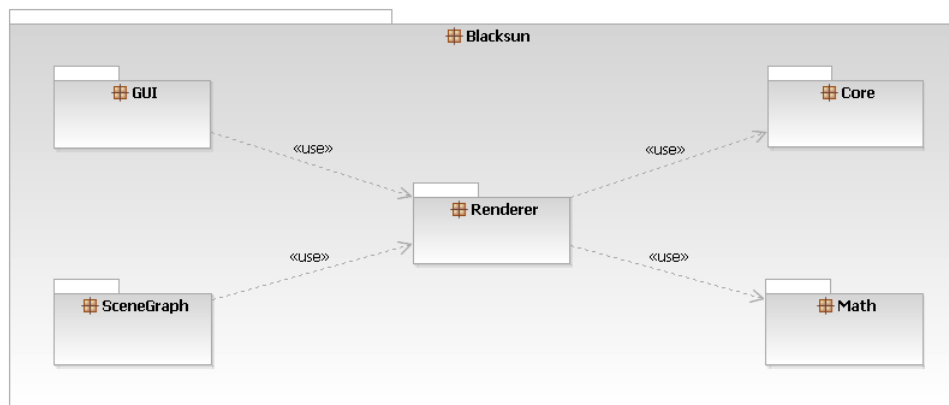 Blacksun
GUI
Core
«use»
«use»
Renderer
«use»
«use»
SceneGraph
Math